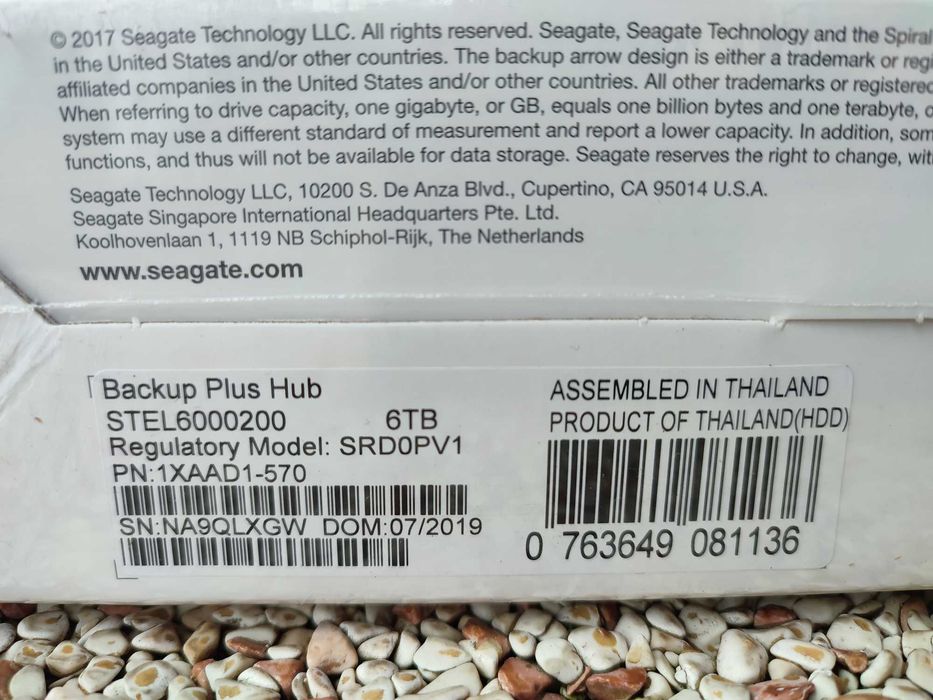 © 2017 Seagate Technology LLC. All rights reserved. Seagate, Seagate Technology and the Spiral
in the United States and/or other countries. The backup arrow design is either a trademark or
affiliated companies in the United States and/or other countries. All other trademarks or registered
When referring to drive capacity, one gigabyte, or GB, equals one billion bytes and one terabyte,
system may use a different standard of measurement and report a lower capacity. In addition,
functions, and thus will not be available for data storage. Seagate reserves the right to change,
Seagate Technology LLC, 10200 S. De Anza Blvd., Cupertino, CA 95014 U.S.A.
Seagate Singapore International Headquarters Pte. Ltd.
Koolhovenlaan 1, 1119 NB Schiphol-Rijk, The Netherlands
www.seagate.com
Backup Plus Hub
STEL6000200 6TB
Regulatory Model: SRD0PV1
PN:1XAAD1-570
SN:NA9QLXGW DOM:07/2019
ASSEMBLED IN THAILAND
PRODUCT OF THAILAND(HDD)
0 763649 081136